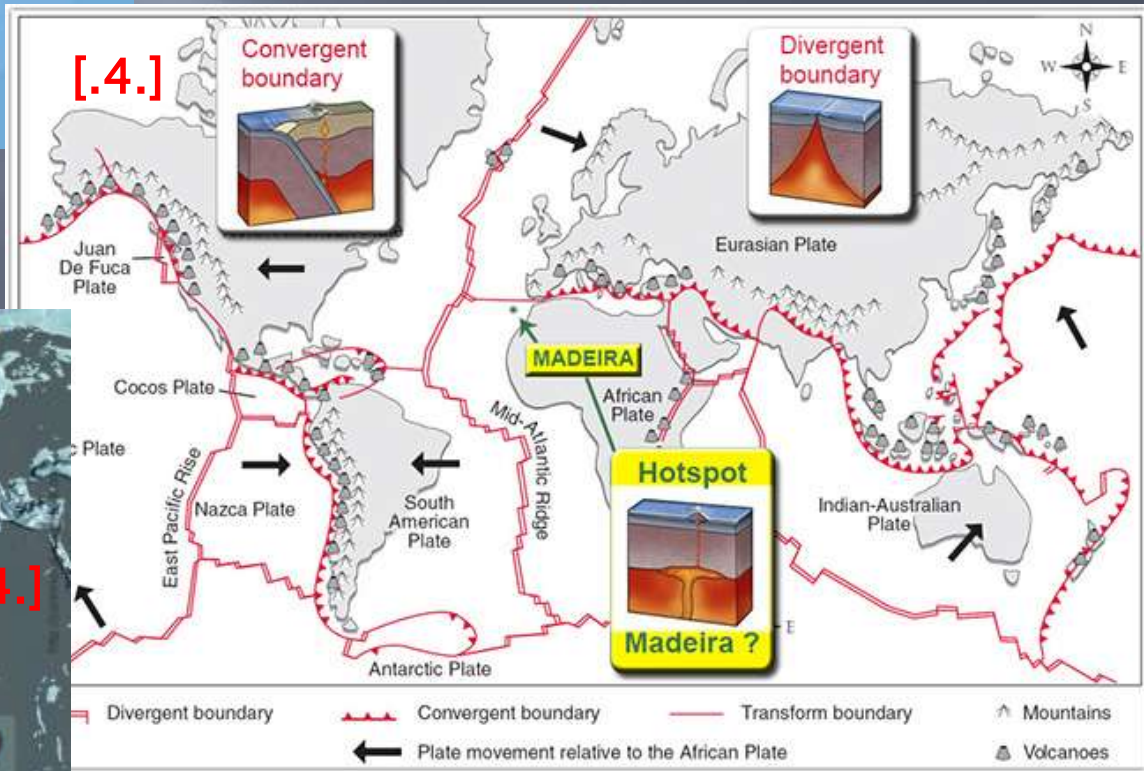 [.4.]
Convergent
boundary
Divergent
boundary
N
W
E
S
Juan
De Fuca
Plate
Eurasian Plate
MADEIRA
Cocos Plate
African
Plate
Plate
Mid-Atlantic Ridge
East Pacific Rise
Nazca Plate
South
American
Plate
Hotspot
Indian-Australian
Plate
4.]
Madeira ?
E
Antarctic Plate
Divergent boundary
Convergent boundary
Transform boundary
Mountains
Plate movement relative to the African Plate
Volcanoes